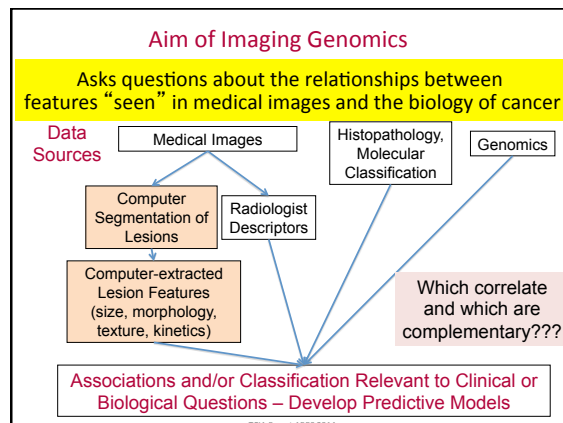 Aim of Imaging Genomics
Asks questions about the relationships between
features “seen” in medical images and the biology of cancer
Data
Sources
Medical Images
Histopathology,
Molecular
Classification
Genomics
Computer
Segmentation of
Lesions
Radiologist
Descriptors
Computer-extracted
Lesion Features
(size, morphology,
texture, kinetics)
Which correlate
and which are
complementary???
Associations and/or Classification Relevant to Clinical or
Biological Questions – Develop Predictive Models